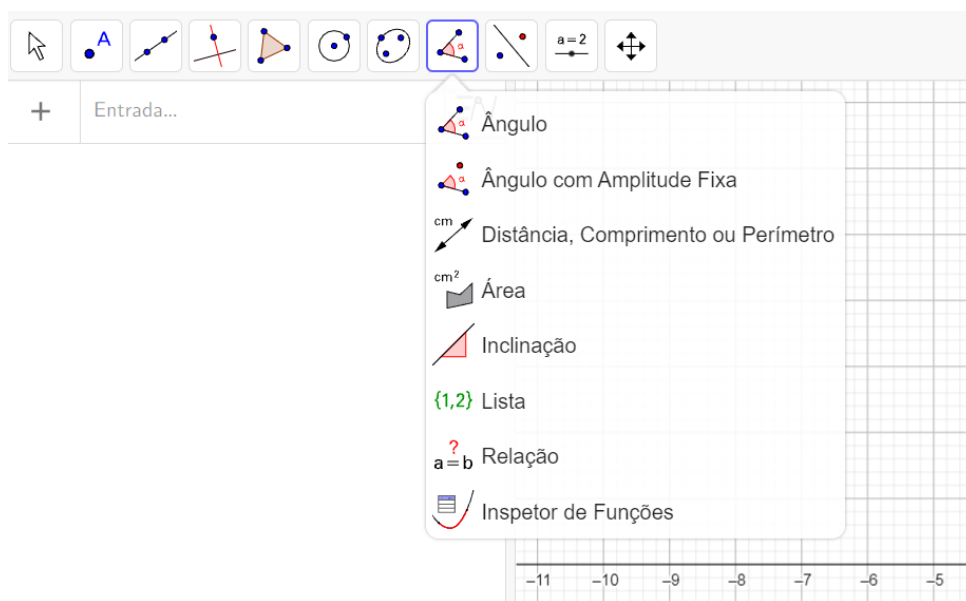 A
α
a=2
+ Entrada...
α Ângulo
α Ângulo com Amplitude Fixa
cm Distância, Comprimento ou Perímetro
cm² Área
Inclinação
{1,2} Lista
a=b ? Relação
Inspetor de Funções
–11 –10 –9 –8 –7 –6 –5